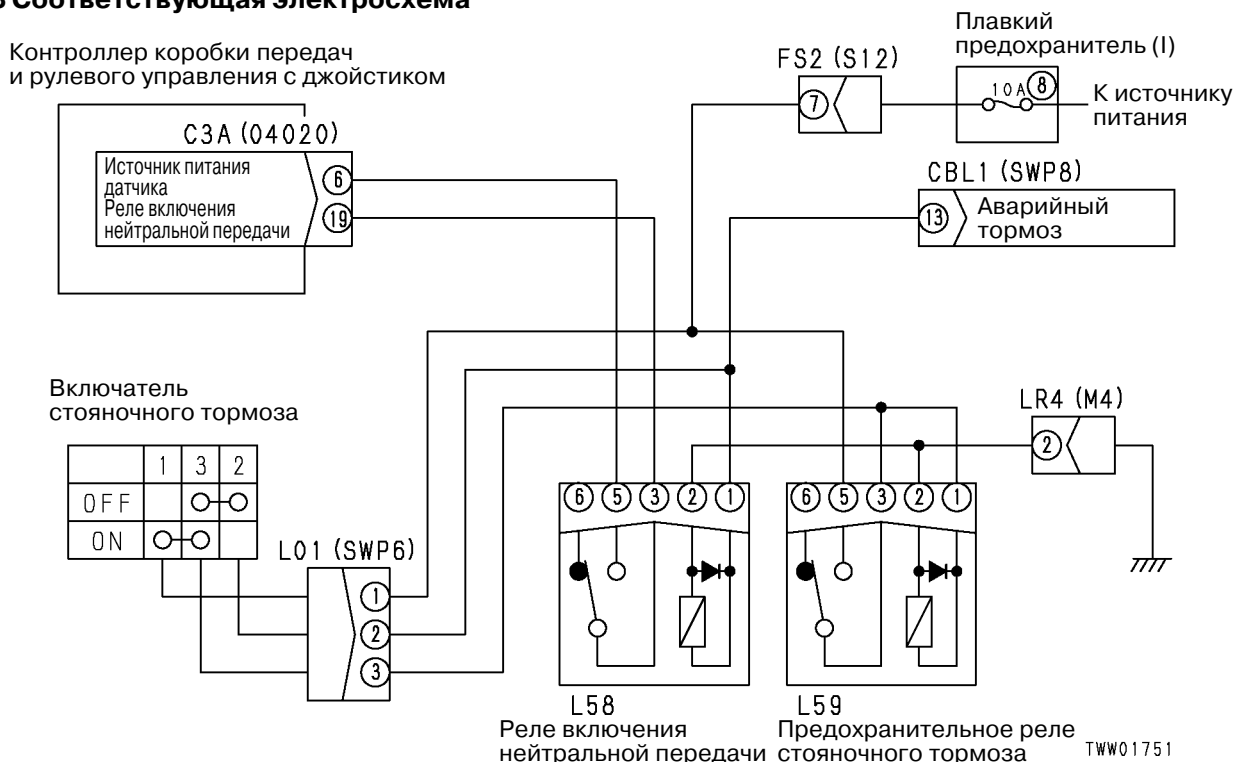 Соответствующая электросхема
Контроллер коробки передач
и рулевого управления с джойстиком
C3A (04020)
Источник питания
датчика
Реле включения
нейтральной передачи
6
19
FS2 (S12)
7
Плавкий
предохранитель (I)
10A
8
К источнику
питания
CBL1 (SWP8)
13
Аварийный
тормоз
Включатель
стояночного тормоза
1 3 2
OFF
ON
L01 (SWP6)
1
2
3
LR4 (M4)
2
6 5 3 2 1
6 5 3 2 1
L58
Реле включения
нейтральной передачи
L59
Предохранительное реле
стояночного тормоза
TWW01751